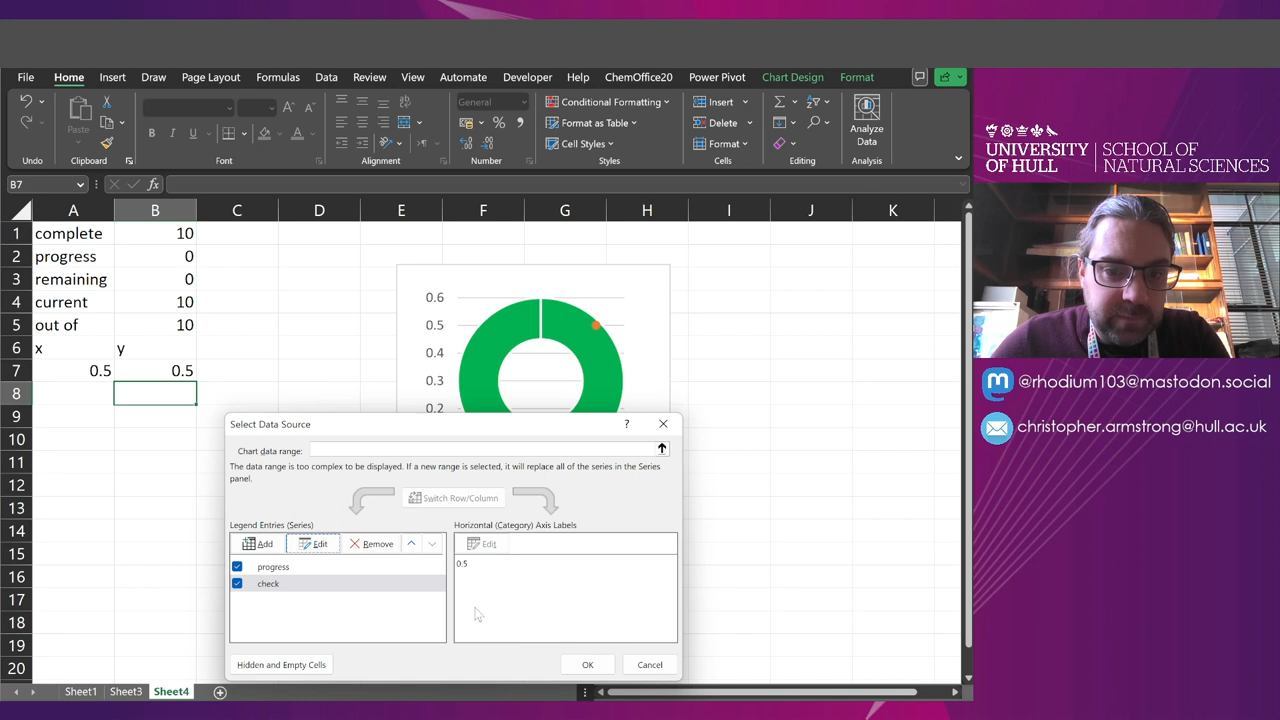 File Home Insert Draw Page Layout Formulas Data Review View Automate Developer Help ChemOffice20 Power Pivot Chart Design Format
General Conditional Formatting Insert
Paste B I U A Format as Table Delete Analyze Data
Cell Styles Format
Undo Clipboard Font Alignment Number Styles Cells Editing Analysis
B7 fx
A B C D E F G H I J K
1 complete 10
2 progress 0
3 remaining 0
4 current 10
5 out of 10
6 x y
7 0.5 0.5
8
9
10
11
12
13
14
15
16
17
18
19
20
0.6
0.5
0.4
0.3
0.2
Select Data Source ?
Chart data range:
The data range is too complex to be displayed. If a new range is selected, it will replace all of the series in the Series
panel.
Switch Row/Column
Legend Entries (Series) Horizontal (Category) Axis Labels
Add Edit Remove Edit
progress 0.5
check
Hidden and Empty Cells OK Cancel
Sheet1 Sheet3 Sheet4
UNIVERSITY OF HULL
SCHOOL OF NATURAL SCIENCES
@rhodium103@mastodon.social
christopher.armstrong@hull.ac.uk